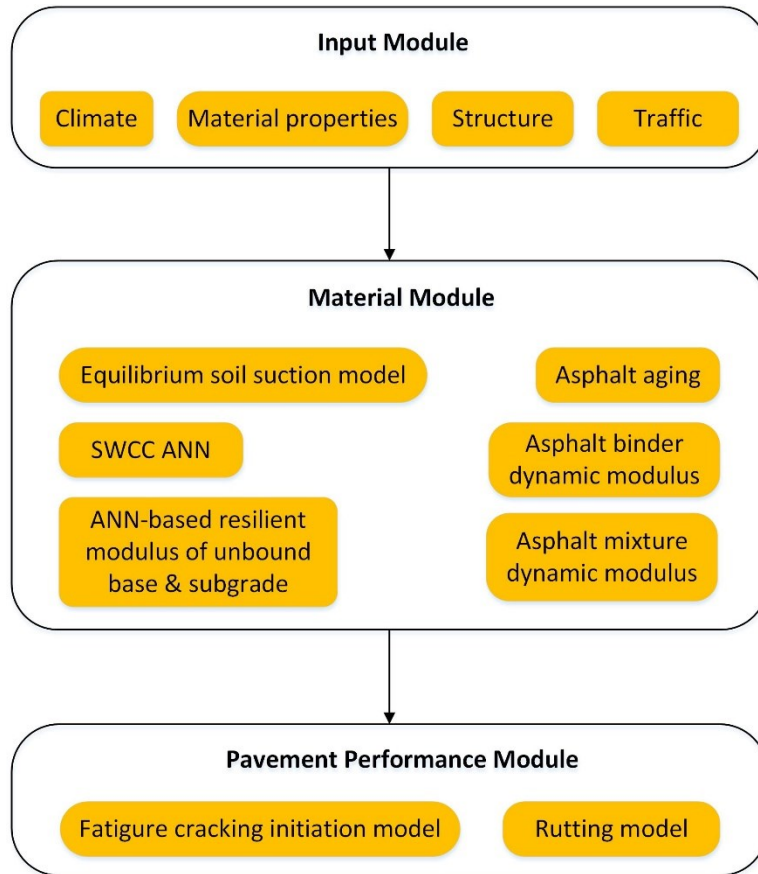 Input Module
Climate
Material properties
Structure
Traffic
Material Module
Equilibrium soil suction model
Asphalt aging
SWCC ANN
Asphalt binder
dynamic modulus
ANN-based resilient
modulus of unbound
base & subgrade
Asphalt mixture
dynamic modulus
Pavement Performance Module
Fatigure cracking initiation model
Rutting model